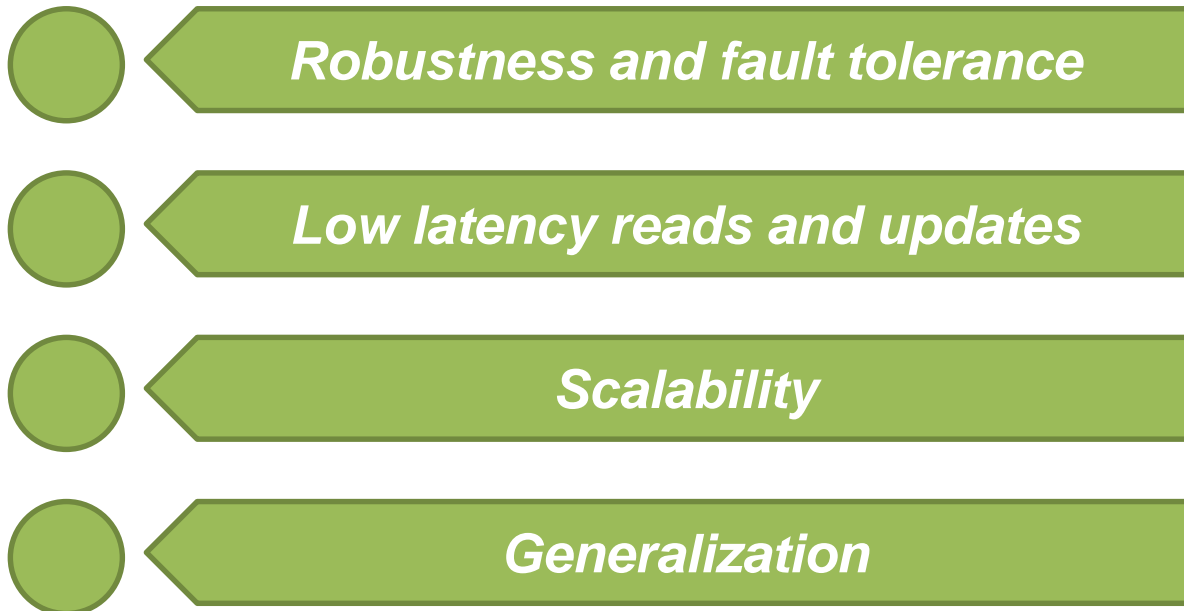 Robustness and fault tolerance
Low latency reads and updates
Scalability
Generalization